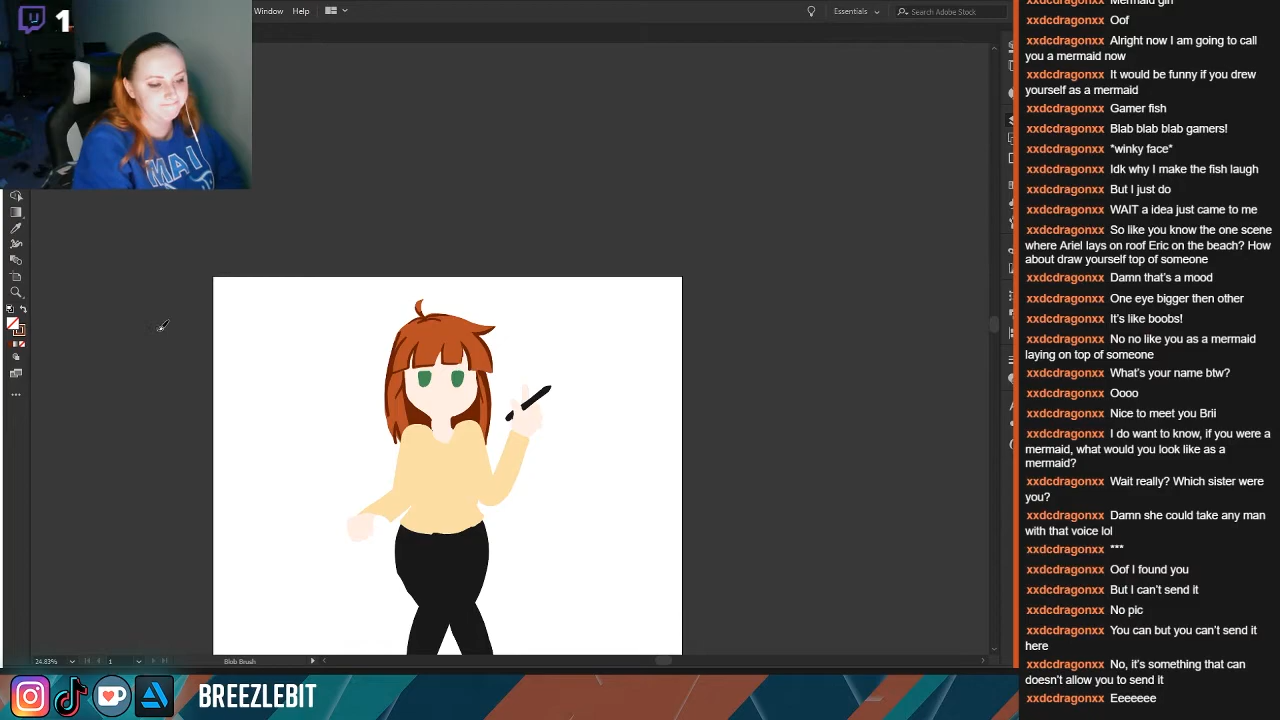 1
Window Help
Essentials
Search Adobe Stock
MAI
Oof
xxdcdragonxx Oof
xxdcdragonxx Alright now I am going to call
you a mermaid now
xxdcdragonxx It would be funny if you drew
yourself as a mermaid
xxdcdragonxx Gamer fish
xxdcdragonxx Blab blab blab gamers!
xxdcdragonxx *winky face*
xxdcdragonxx Idk why I make the fish laugh
xxdcdragonxx But I just do
xxdcdragonxx WAIT a idea just came to me
xxdcdragonxx So like you know the one scene
where Ariel lays on roof Eric on the beach? How
about draw yourself top of someone
xxdcdragonxx Damn that's a mood
xxdcdragonxx One eye bigger then other
xxdcdragonxx It's like boobs!
xxdcdragonxx No no like you as a mermaid
laying on top of someone
xxdcdragonxx What's your name btw?
xxdcdragonxx Oooo
xxdcdragonxx Nice to meet you Brii
xxdcdragonxx I do want to know, if you were a
mermaid, what would you look like as a
mermaid?
xxdcdragonxx Wait really? Which sister were
you?
xxdcdragonxx Damn she could take any man
with that voice lol
xxdcdragonxx ***
xxdcdragonxx Oof I found you
xxdcdragonxx But I can't send it
xxdcdragonxx No pic
xxdcdragonxx You can but you can't send it
here
xxdcdragonxx No, it's something that can
doesn't allow you to send it
xxdcdragonxx Eeeeeee
24.83% 1 Blob Brush
BREEZLEBIT